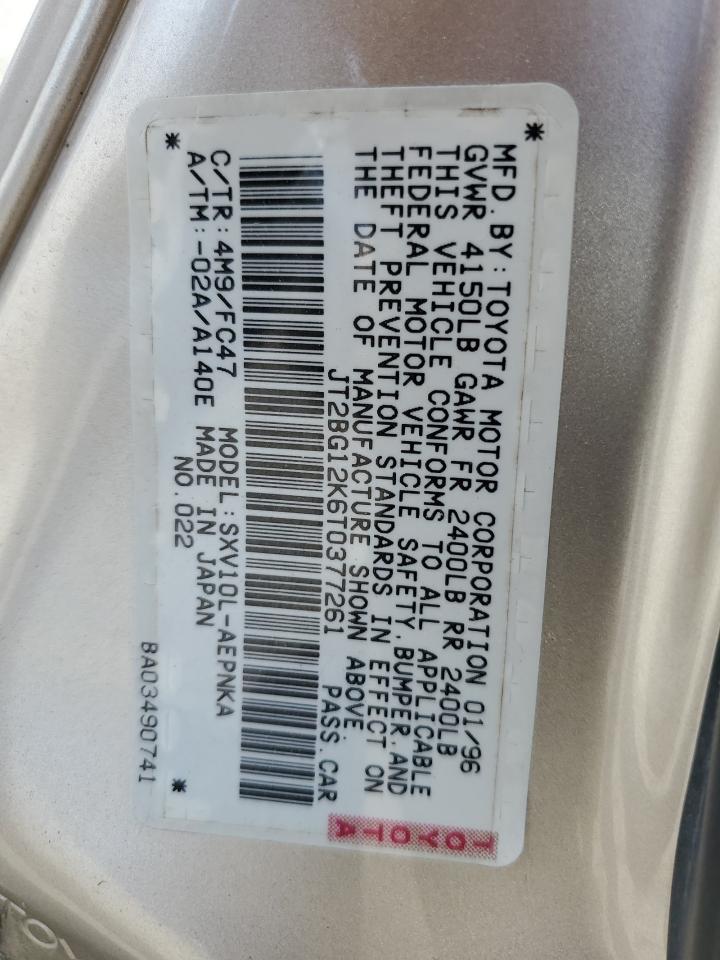 MFD.BY:TOYOTA MOTOR CORPORATION 01/96
GVWR 4150LB GAWR FR 2400LB RR 2400LB
THIS VEHICLE CONFORMS TO ALL APPLICABLE
FEDERAL MOTOR VEHICLE SAFETY,BUMPER,AND
THEFT PREVENTION STANDARDS IN EFFECT ON
THE DATE OF MANUFACTURE SHOWN ABOVE.
JT2BG12K6T0377261 PASS.CAR
C/TR:4M9/FC47 MODEL:SXV10L-AEPNKA
A/TM:-02A/A140E MADE IN JAPAN
NO.022
BA03490741
TOYOTA